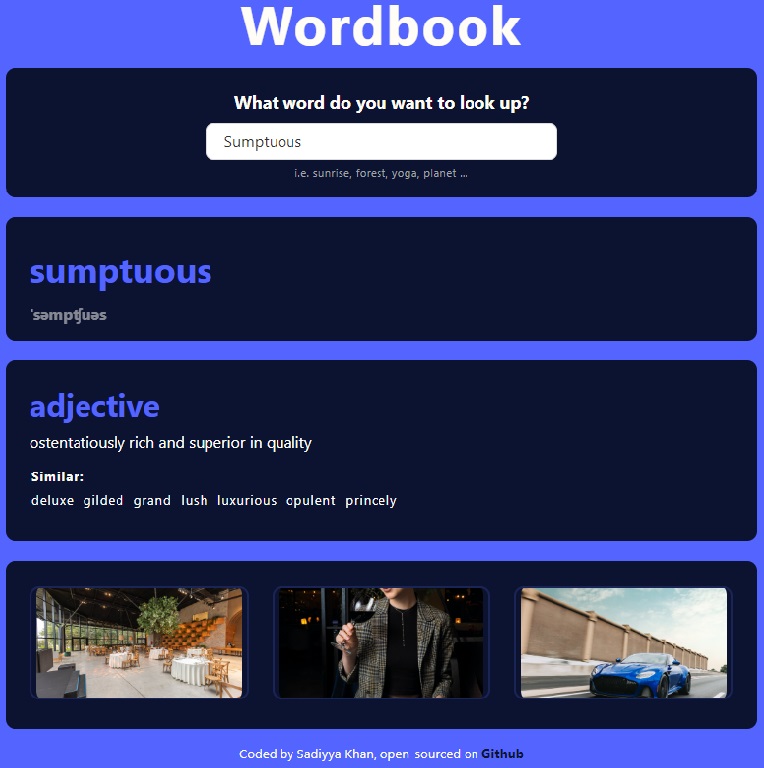 Wordbook
What word do you want to look up?
Sumptuous
i.e. sunrise, forest, yoga, planet ...
sumptuous
'səmptʃuəs
adjective
ostentatiously rich and superior in quality
Similar:
deluxe gilded grand lush luxurious opulent princely
Coded by Sadiyya Khan, open sourced on Github